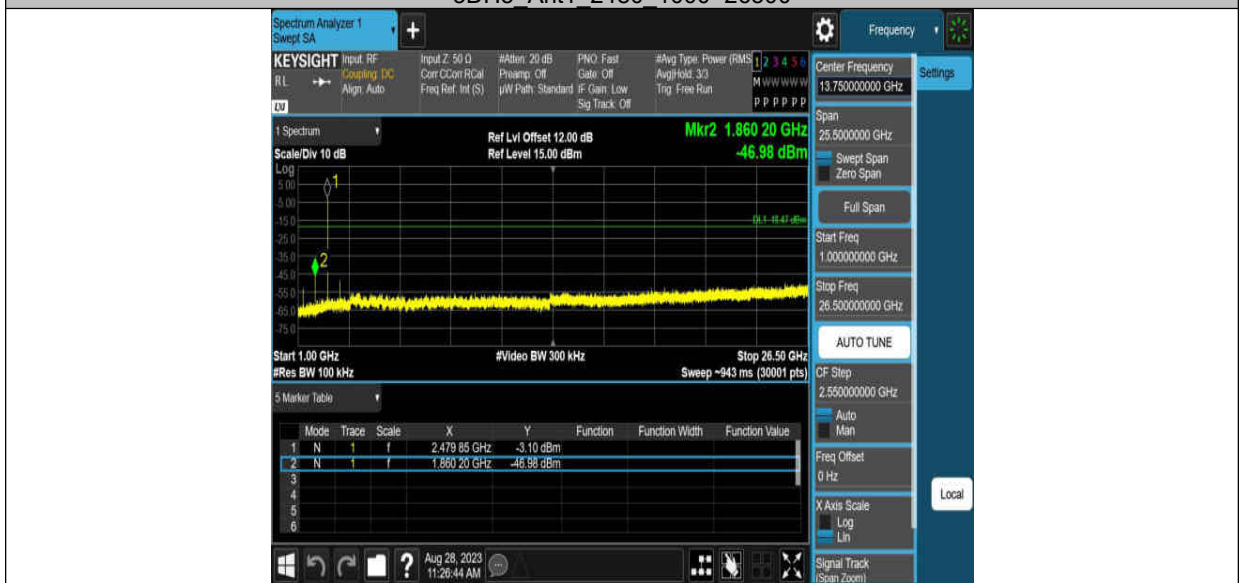 Spectrum Analyzer 1
Swept SA
+
Frequency
KEYSIGHT
RL
Input: RF
Coupling: DC
Align: Auto
Input Z: 50 Ω
Corr CCorr RCal
Freq Ref: Int (S)
#Atten: 20 dB
Preamp: Off
µW Path: Standard
PNO: Fast
Gate: Off
IF Gain: Low
Sig Track: Off
#Avg Type: Power (RMS
Avg|Hold: 3/3
Trig: Free Run
1 2 3 4 5 6
M W W W W W
P P P P P P
LXI
Center Frequency
13.750000000 GHz
Settings
1 Spectrum
Scale/Div 10 dB
Ref Lvl Offset 12.00 dB
Ref Level 15.00 dBm
Mkr2 1.860 20 GHz
-46.98 dBm
Log
5.00
-5.00
-15.0
-25.0
-35.0
-45.0
-55.0
-65.0
-75.0
1
2
Start 1.00 GHz
#Res BW 100 kHz
#Video BW 300 kHz
Stop 26.50 GHz
Sweep ~943 ms (30001 pts)
Span
25.5000000 GHz
Swept Span
Zero Span
Full Span
Start Freq
1.000000000 GHz
Stop Freq
26.500000000 GHz
AUTO TUNE
CF Step
2.550000000 GHz
Auto
Man
Freq Offset
0 Hz
X Axis Scale
Log
Lin
Signal Track
(Span Zoom)
Local
5 Marker Table
Mode Trace Scale X Y Function Function Width Function Value
1 N 1 f 2.479 85 GHz -3.10 dBm
2 N 1 f 1.860 20 GHz -46.98 dBm
3
4
5
6
?
Aug 28, 2023
11:26:44 AM